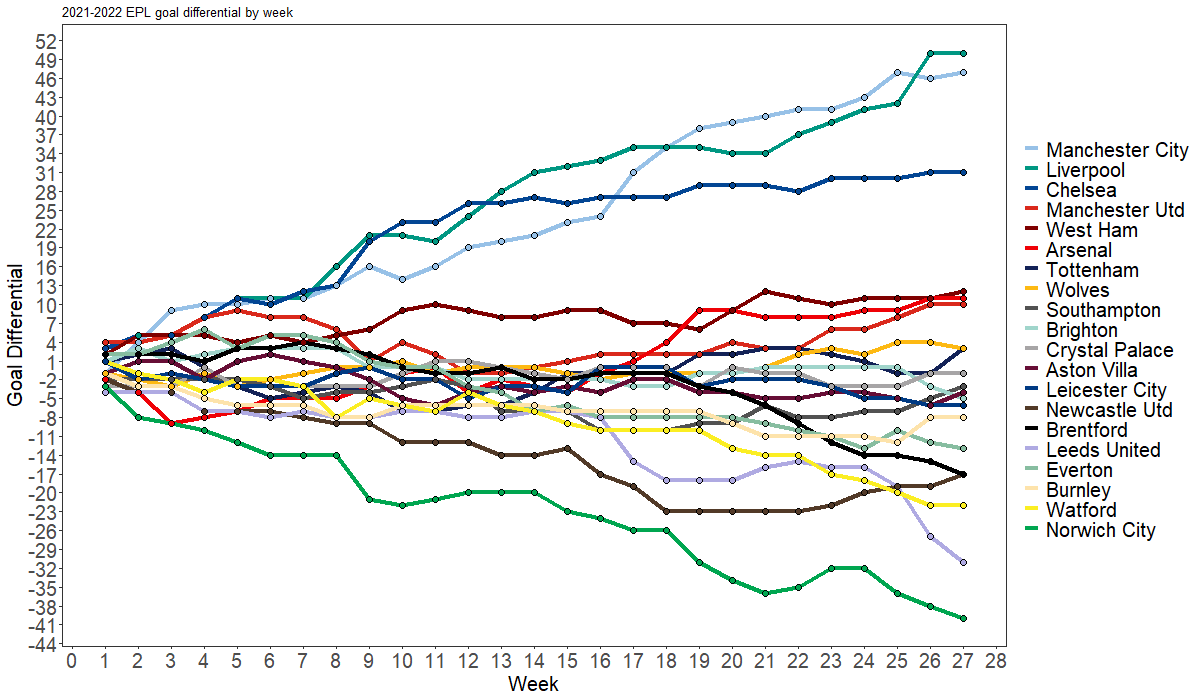 2021-2022 EPL goal differential by week
Goal Differential
52
49
46
43
40
37
34
31
28
25
22
19
16
13
10
7
4
1
-2
-5
-8
-11
-14
-17
-20
-23
-26
-29
-32
-35
-38
-41
-44
0 1 2 3 4 5 6 7 8 9 10 11 12 13 14 15 16 17 18 19 20 21 22 23 24 25 26 27 28
Week
Manchester City
Liverpool
Chelsea
Manchester Utd
West Ham
Arsenal
Tottenham
Wolves
Southampton
Brighton
Crystal Palace
Aston Villa
Leicester City
Newcastle Utd
Brentford
Leeds United
Everton
Burnley
Watford
Norwich City